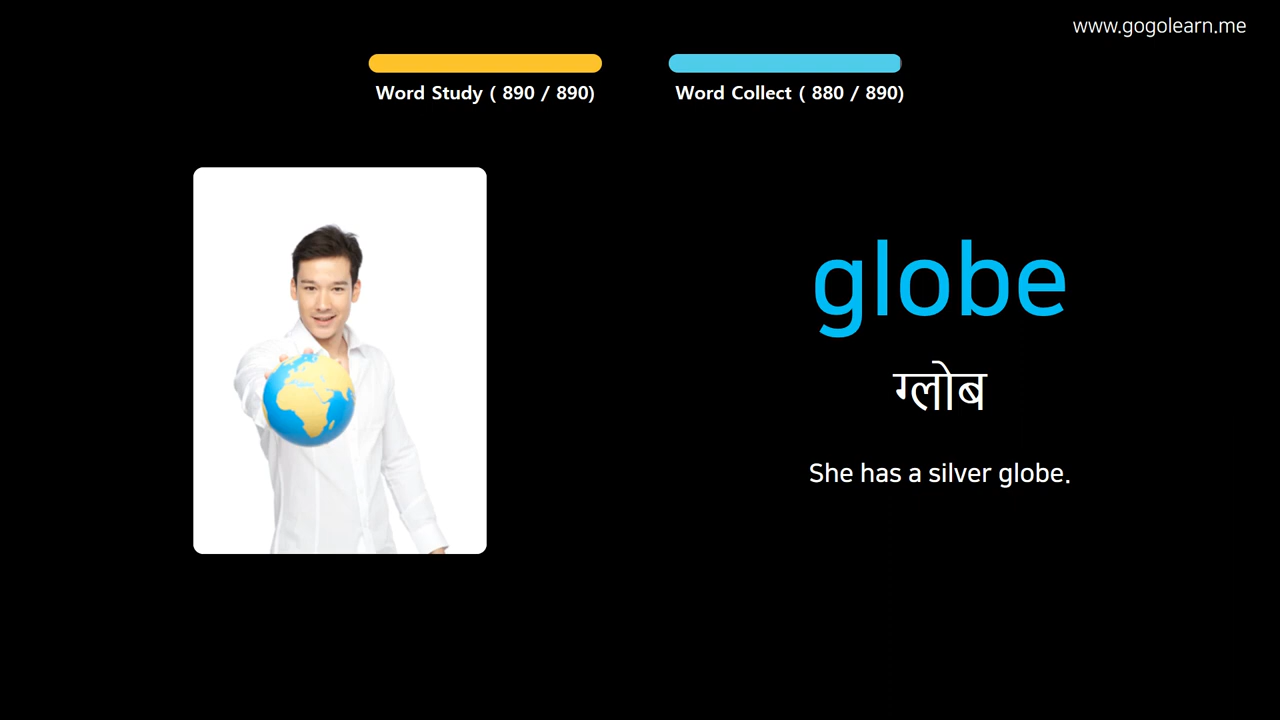 www.gogolearn.me
Word Study ( 890 / 890)
Word Collect ( 880 / 890)
globe
ग्लोब
She has a silver globe.